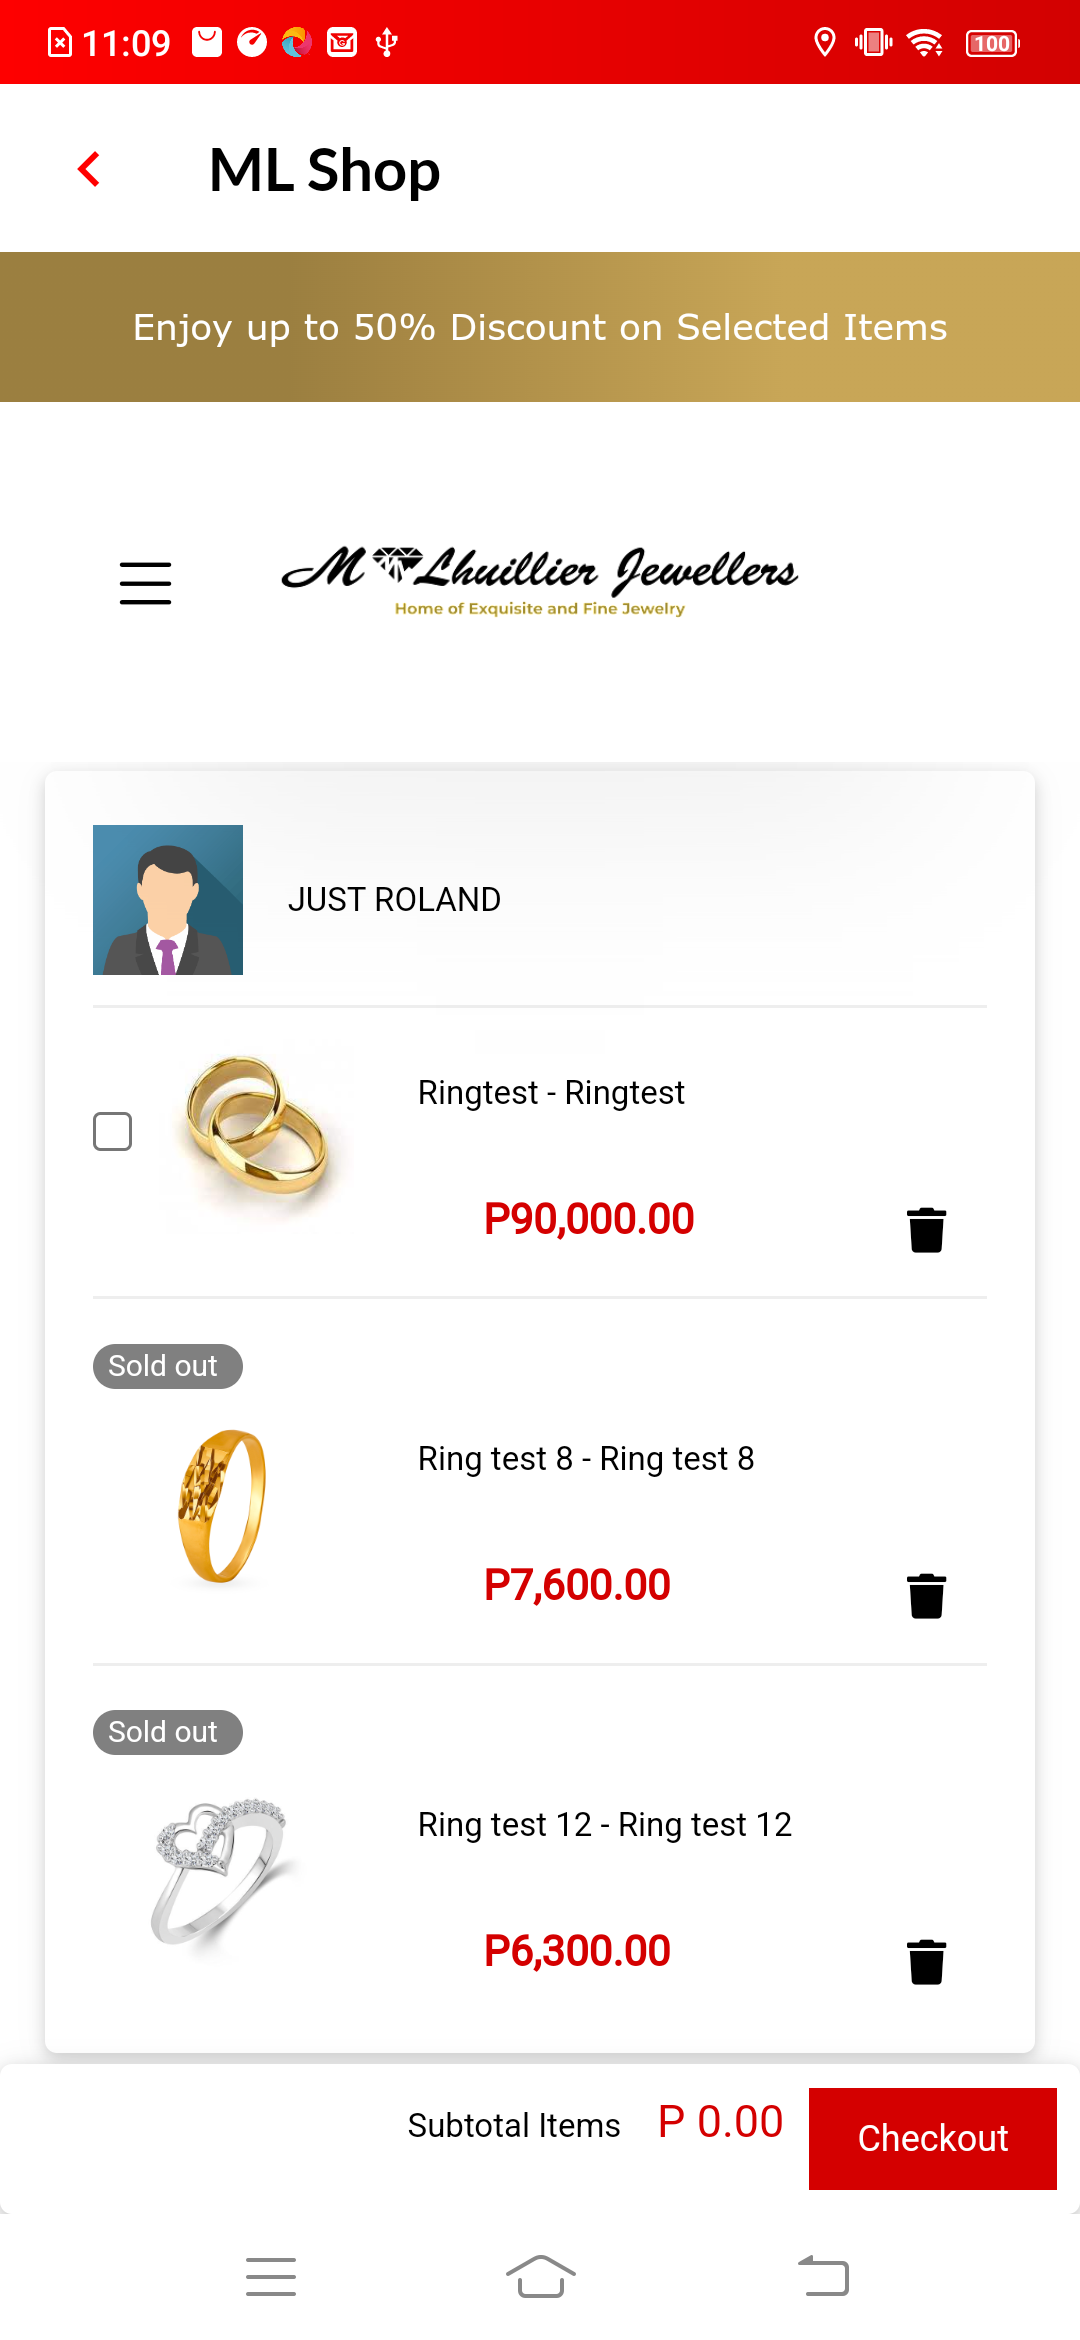 11:09
100
ML Shop
Enjoy up to 50% Discount on Selected Items
M Lhuillier Jewellers
Home of Exquisite and Fine Jewelry
JUST ROLAND
Ringtest - Ringtest
P90,000.00
Sold out
Ring test 8 - Ring test 8
P7,600.00
Sold out
Ring test 12 - Ring test 12
P6,300.00
Subtotal Items P 0.00
Checkout